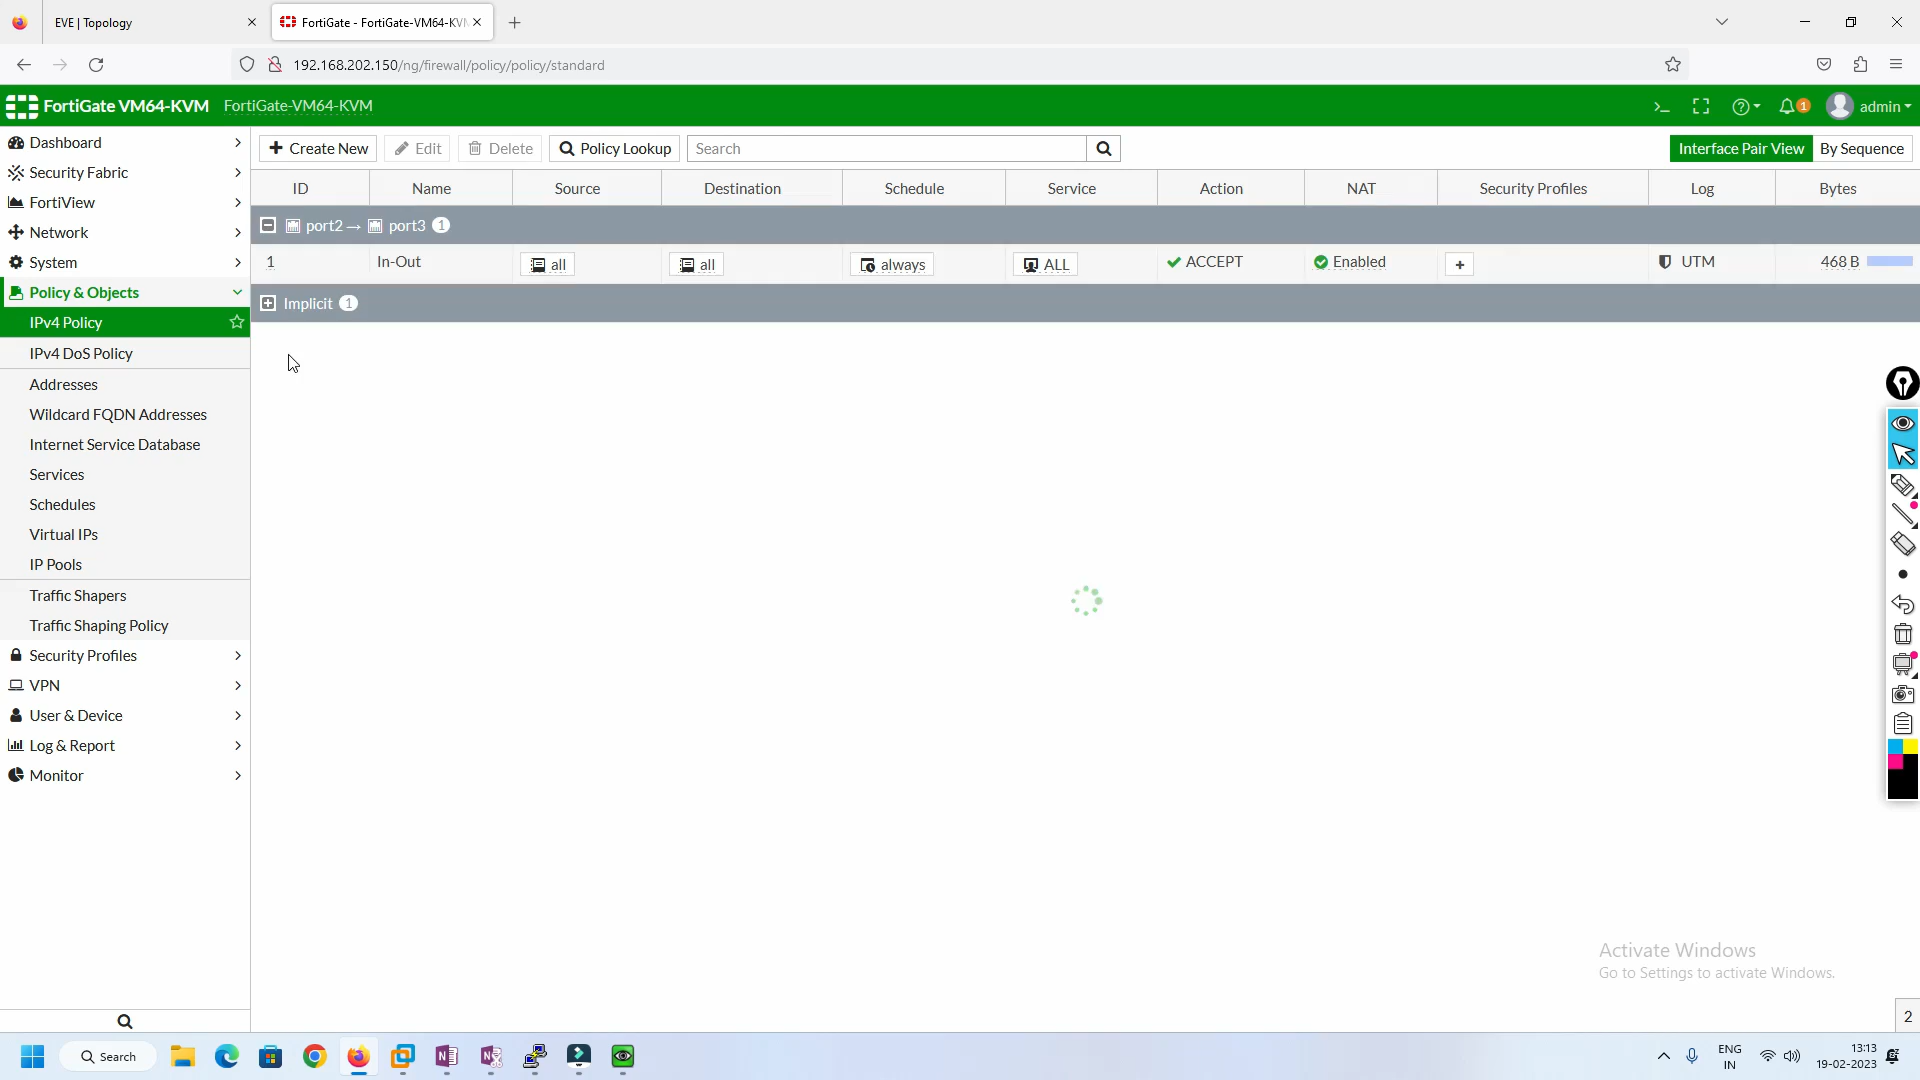 EVE | Topology
FortiGate - FortiGate-VM64-KVM
192.168.202.150/ng/firewall/policy/policy/standard
FortiGate VM64-KVM FortiGate-VM64-KVM
>_ 1 admin
Dashboard
Security Fabric
FortiView
Network
System
Policy & Objects
IPv4 Policy
IPv4 DoS Policy
Addresses
Wildcard FQDN Addresses
Internet Service Database
Services
Schedules
Virtual IPs
IP Pools
Traffic Shapers
Traffic Shaping Policy
Security Profiles
VPN
User & Device
Log & Report
Monitor
+ Create New Edit Delete Policy Lookup Search Interface Pair View By Sequence
ID Name Source Destination Schedule Service Action NAT Security Profiles Log Bytes
port2 → port3 1
1 In-Out all all always ALL ACCEPT Enabled + UTM 468 B
Implicit 1
Activate Windows
Go to Settings to activate Windows.
2
Search
ENG
IN
13:13
19-02-2023